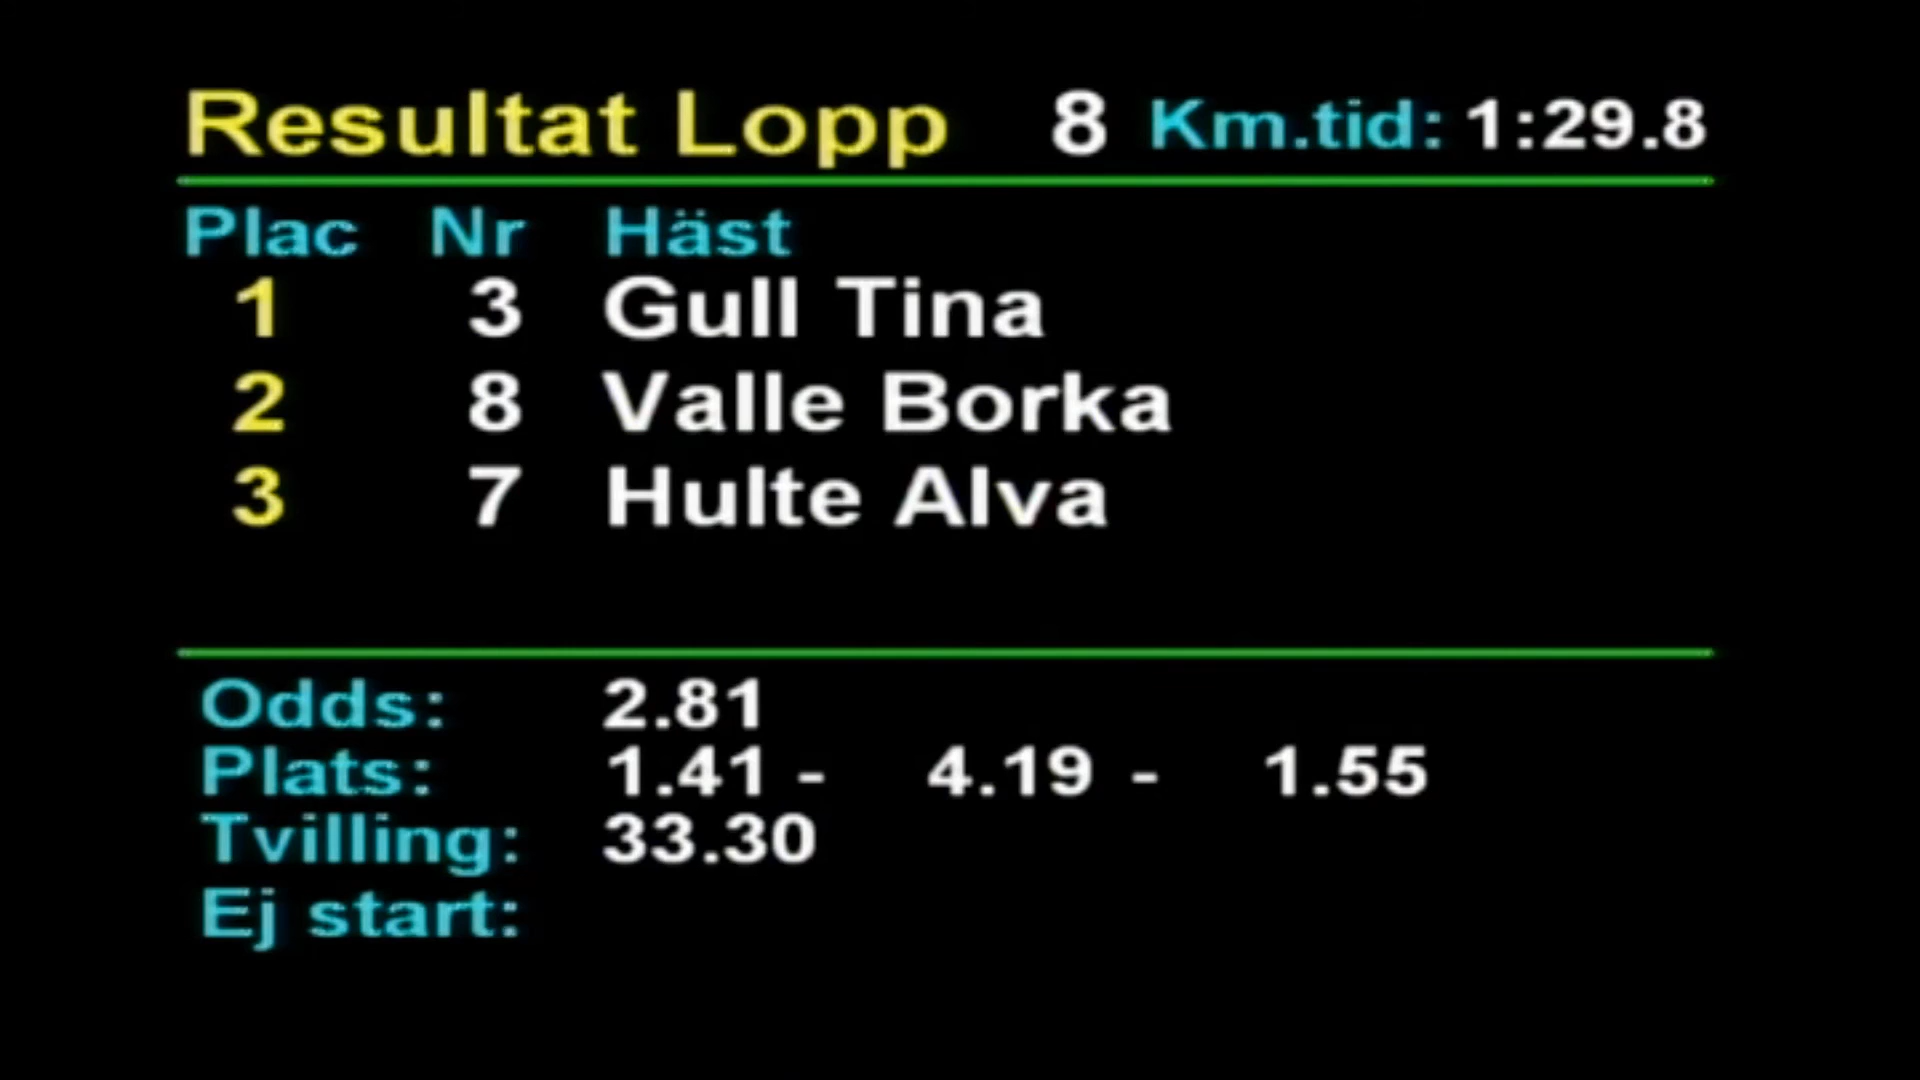 Resultat Lopp 8 Km.tid: 1:29.8
Plac Nr Häst
1 3 Gull Tina
2 8 Valle Borka
3 7 Hulte Alva
Odds: 2.81
Plats: 1.41 - 4.19 - 1.55
Tvilling: 33.30
Ej start: